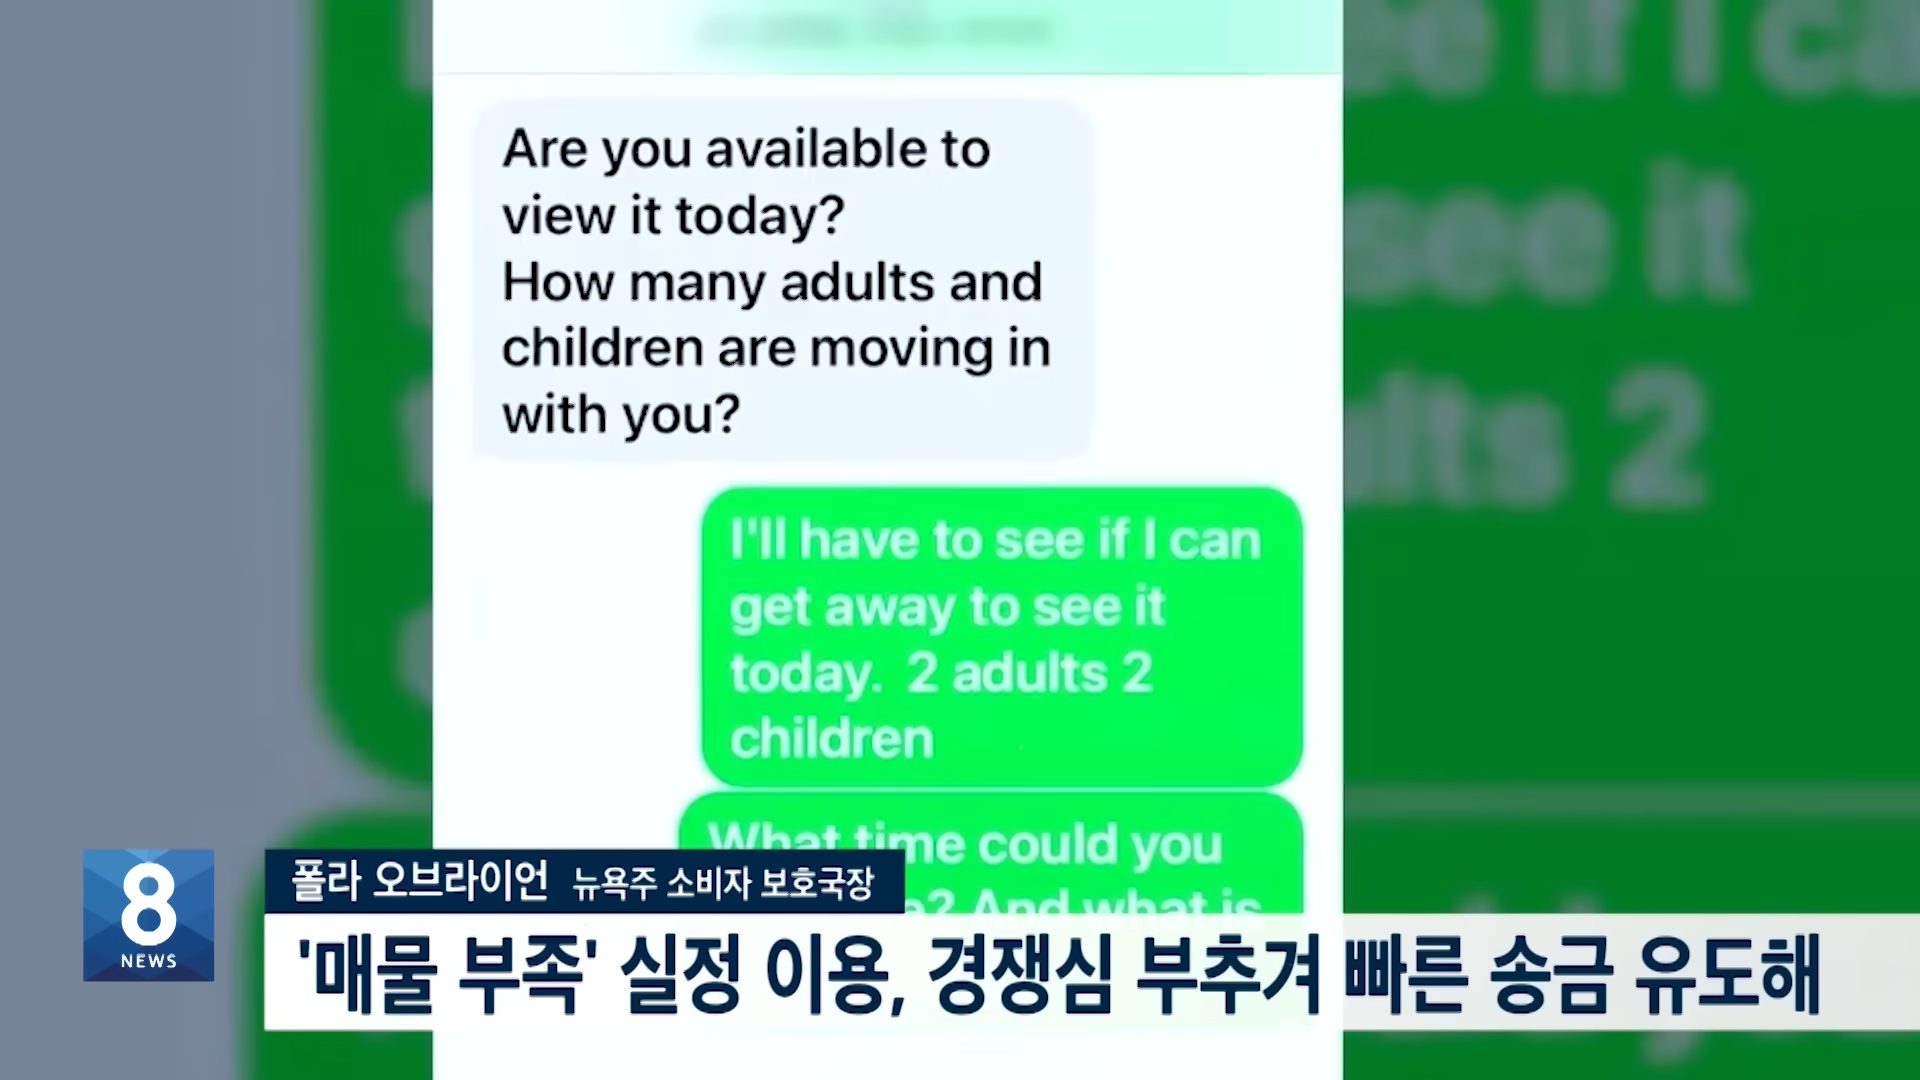 Are you available to
view it today?
How many adults and
children are moving in
with you?
I'll have to see if I can
get away to see it
today.  2 adults 2
children
What time could you
e? And what is
8
NEWS
폴라 오브라이언 뉴욕주 소비자 보호국장
'매물 부족' 실정 이용, 경쟁심 부추겨 빠른 송금 유도해